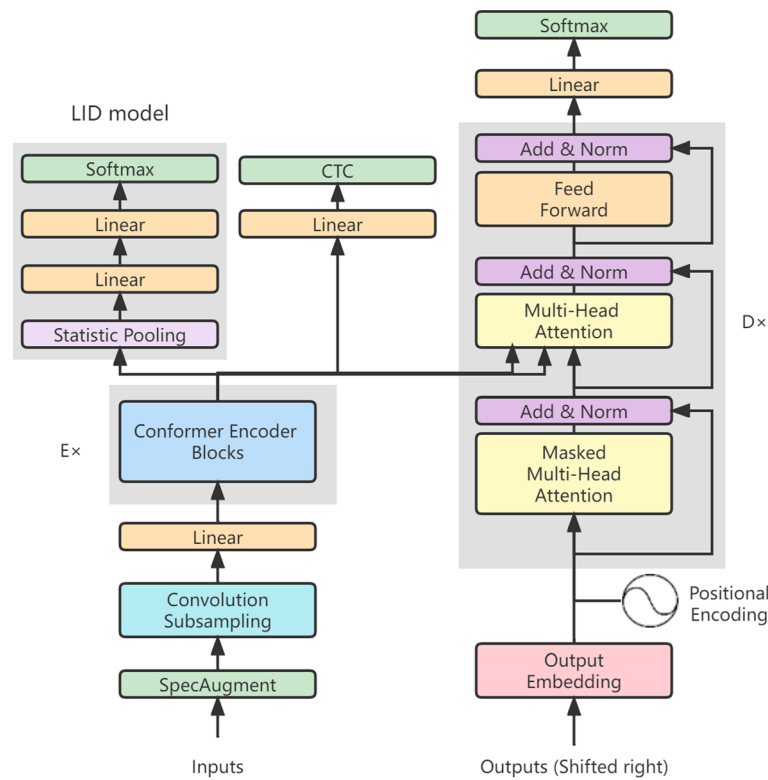 LID model
Softmax
Linear
Linear
Statistic Pooling
CTC
Linear
E×
Conformer Encoder
Blocks
Linear
Convolution
Subsampling
SpecAugment
Inputs
Softmax
Linear
Add & Norm
Feed
Forward
Add & Norm
Multi-Head
Attention
D×
Add & Norm
Masked
Multi-Head
Attention
Positional
Encoding
Output
Embedding
Outputs (Shifted right)